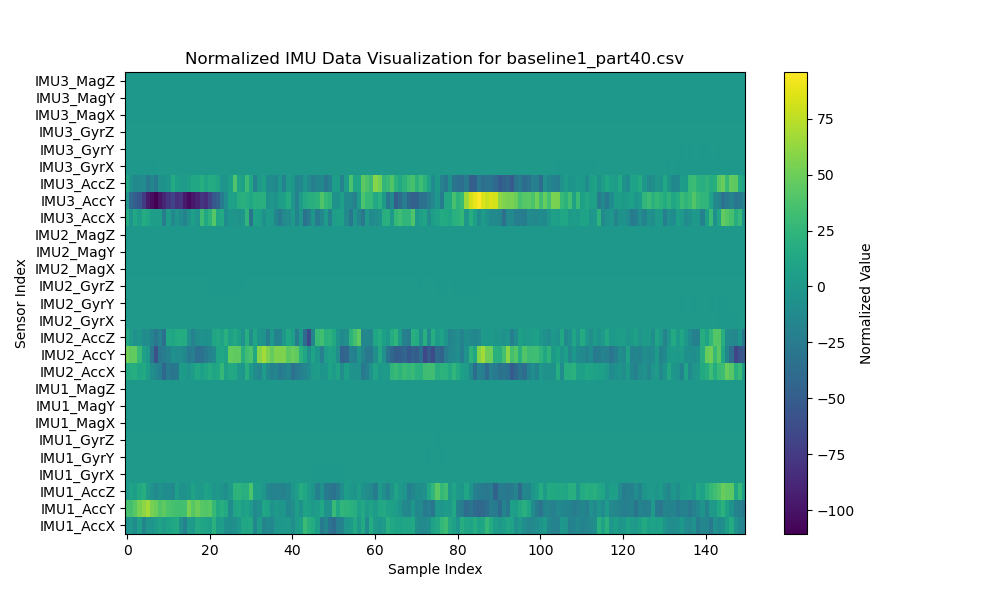 Normalized IMU Data Visualization for baseline1_part40.csv
IMU3_MagZ
IMU3_MagY
IMU3_MagX
IMU3_GyrZ
IMU3_GyrY
IMU3_GyrX
IMU3_AccZ
IMU3_AccY
IMU3_AccX
IMU2_MagZ
IMU2_MagY
IMU2_MagX
IMU2_GyrZ
IMU2_GyrY
IMU2_GyrX
IMU2_AccZ
IMU2_AccY
IMU2_AccX
IMU1_MagZ
IMU1_MagY
IMU1_MagX
IMU1_GyrZ
IMU1_GyrY
IMU1_GyrX
IMU1_AccZ
IMU1_AccY
IMU1_AccX
Sensor Index
0 20 40 60 80 100 120 140
Sample Index
75
50
25
0
−25
−50
−75
−100
Normalized Value